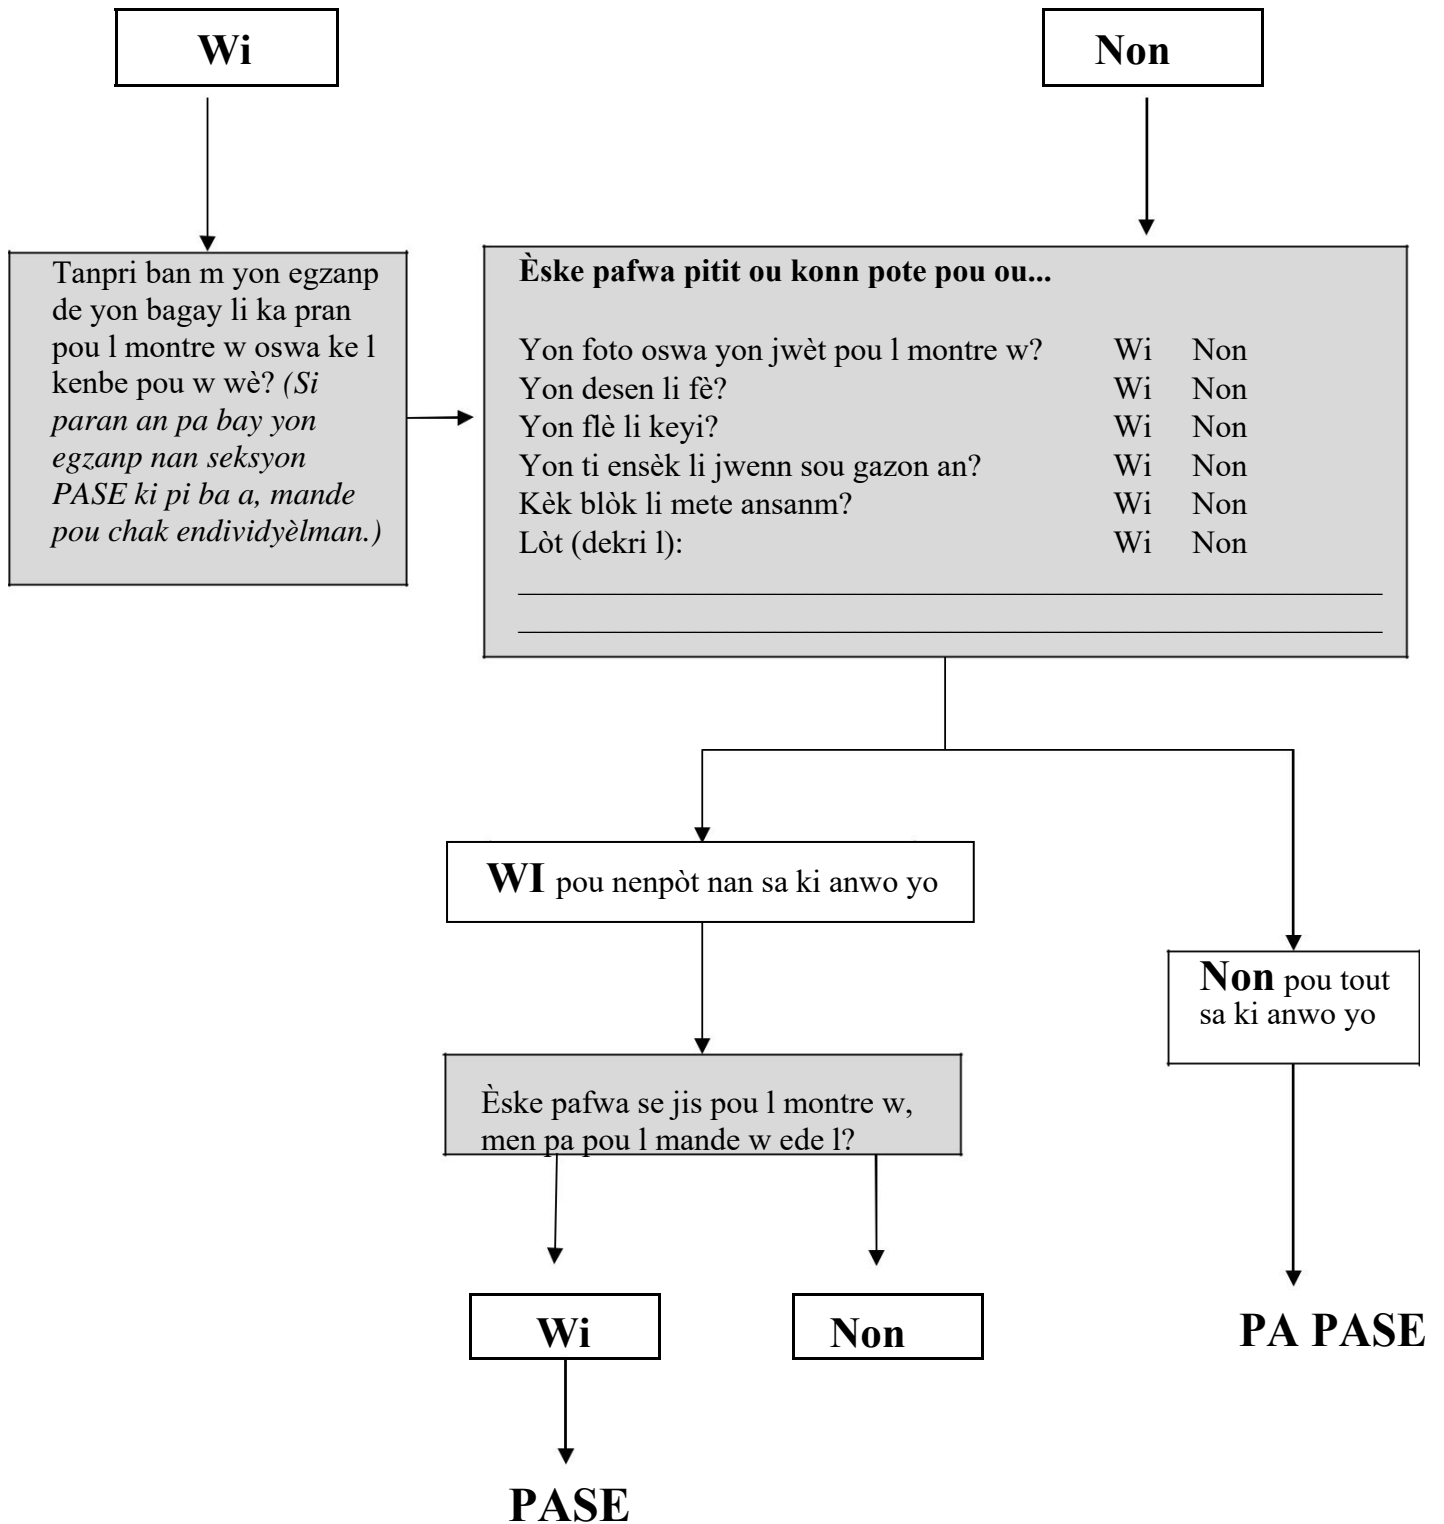 Wi
Non
Tanpri ban m yon egzanp
de yon bagay li ka pran
pou l montre w oswa ke l
kenbe pou w wè? (Si
paran an pa bay yon
egzanp nan seksyon
PASE ki pi ba a, mande
pou chak endividyèlman.)
Èske pafwa pitit ou konn pote pou ou...
Yon foto oswa yon jwèt pou l montre w? Wi Non
Yon desen li fè? Wi Non
Yon flè li keyi? Wi Non
Yon ti ensèk li jwenn sou gazon an? Wi Non
Kèk blòk li mete ansanm? Wi Non
Lòt (dekri l): Wi Non
WI pou nenpòt nan sa ki anwo yo
Non pou tout
sa ki anwo yo
Èske pafwa se jis pou l montre w,
men pa pou l mande w ede l?
Wi
Non
PA PASE
PASE